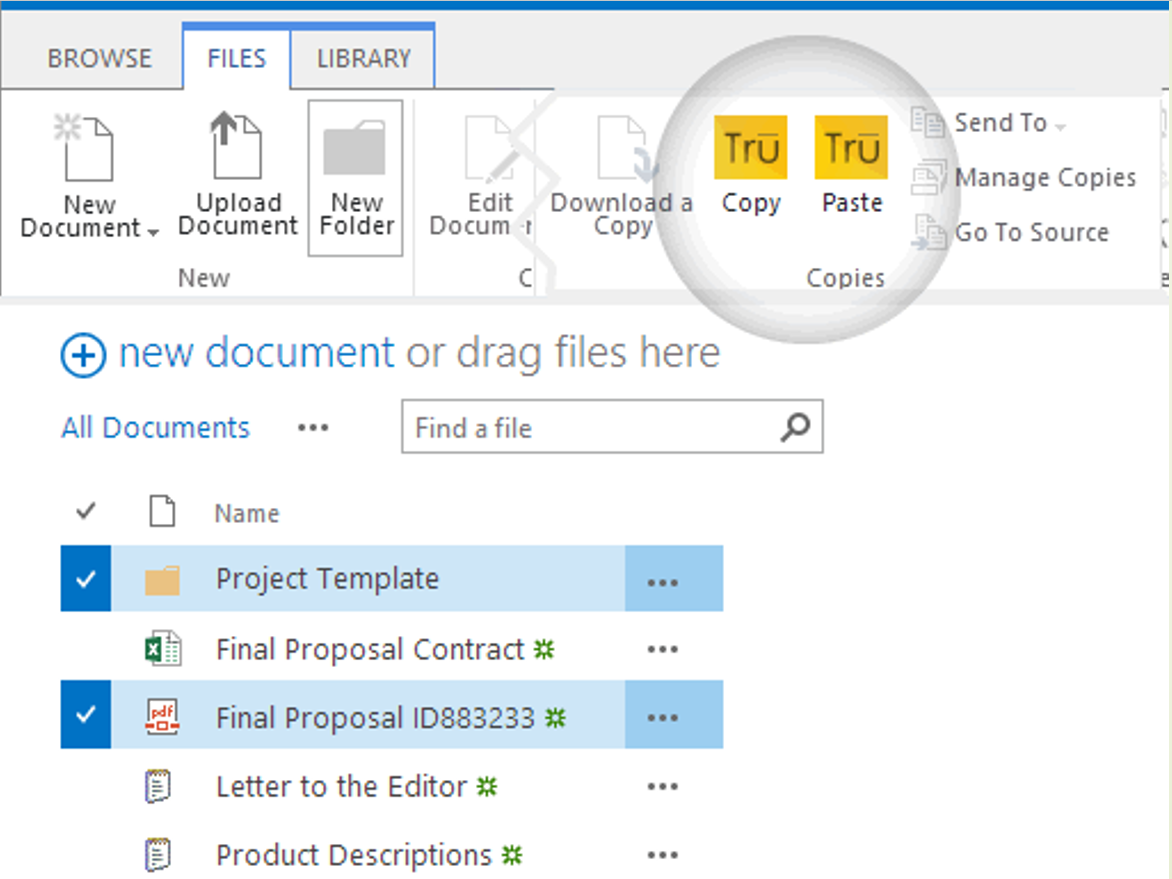 BROWSE FILES LIBRARY
New Document
Upload Document
New Folder
Edit
Download a Copy
Trū Copy
Trū Paste
Send To
Manage Copies
Go To Source
New
Copies
new document or drag files here
All Documents ••• Find a file
Name
Project Template •••
X Final Proposal Contract •••
pdf Final Proposal ID883233 •••
Letter to the Editor •••
Product Descriptions •••